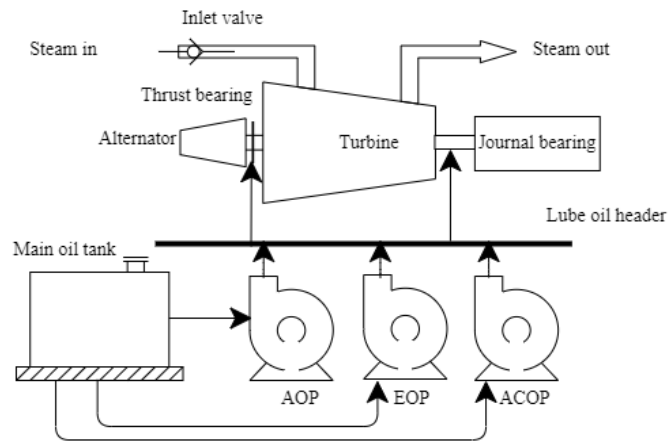 Inlet valve
Steam in
Steam out
Thrust bearing
Alternator
Turbine
Journal bearing
Lube oil header
Main oil tank
AOP
EOP
ACOP